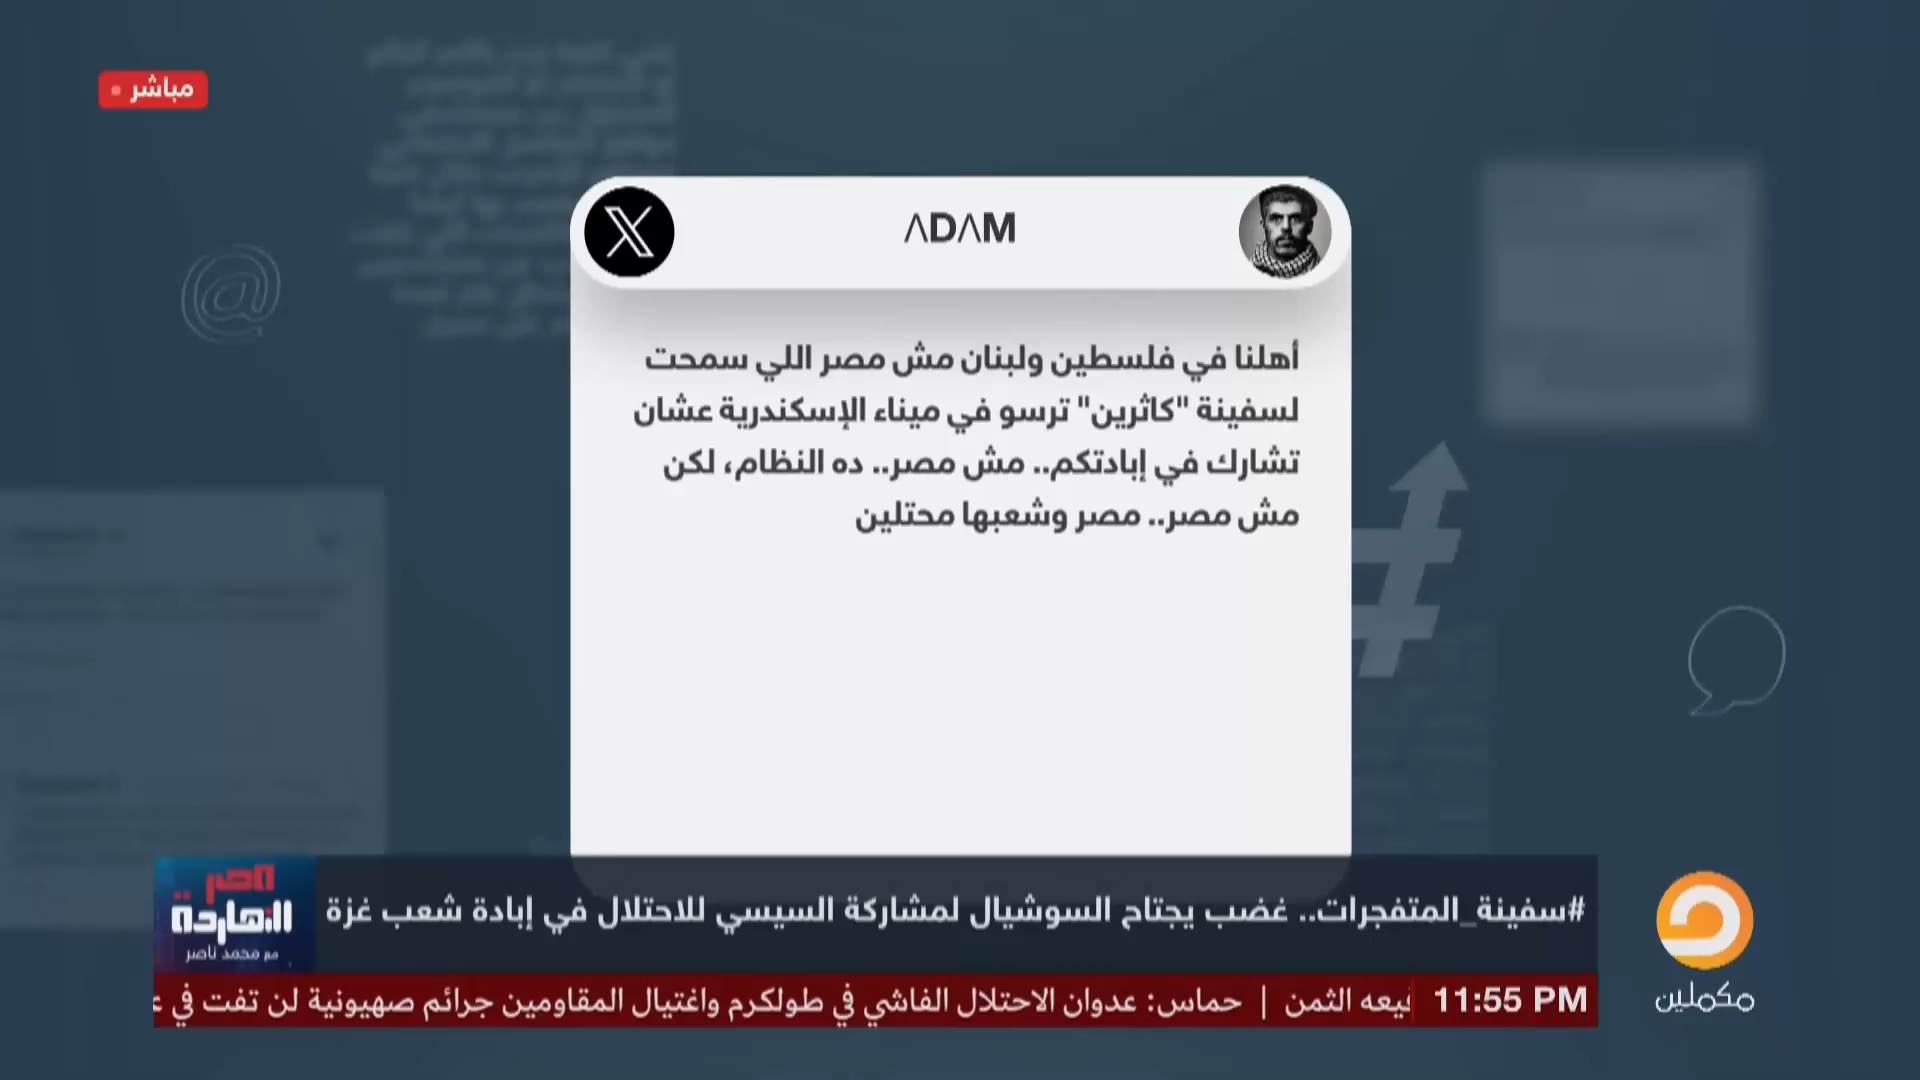 مباشر
ΛDΛM
أهلنا في فلسطين ولبنان مش مصر اللي سمحت
لسفينة "كاثرين" ترسو في ميناء الإسكندرية عشان
تشارك في إبادتكم.. مش مصر.. ده النظام، لكن
مش مصر.. مصر وشعبها محتلين
#سفينة_المتفجرات.. غضب يجتاح السوشيال لمشاركة السيسي للاحتلال في إبادة شعب غزة
مصر
النهاردة
مع محمد ناصر
11:55 PM
الثمن | حماس: عدوان الاحتلال الفاشي في طولكرم واغتيال المقاومين جرائم صهيونية لن تفت في
مكملين